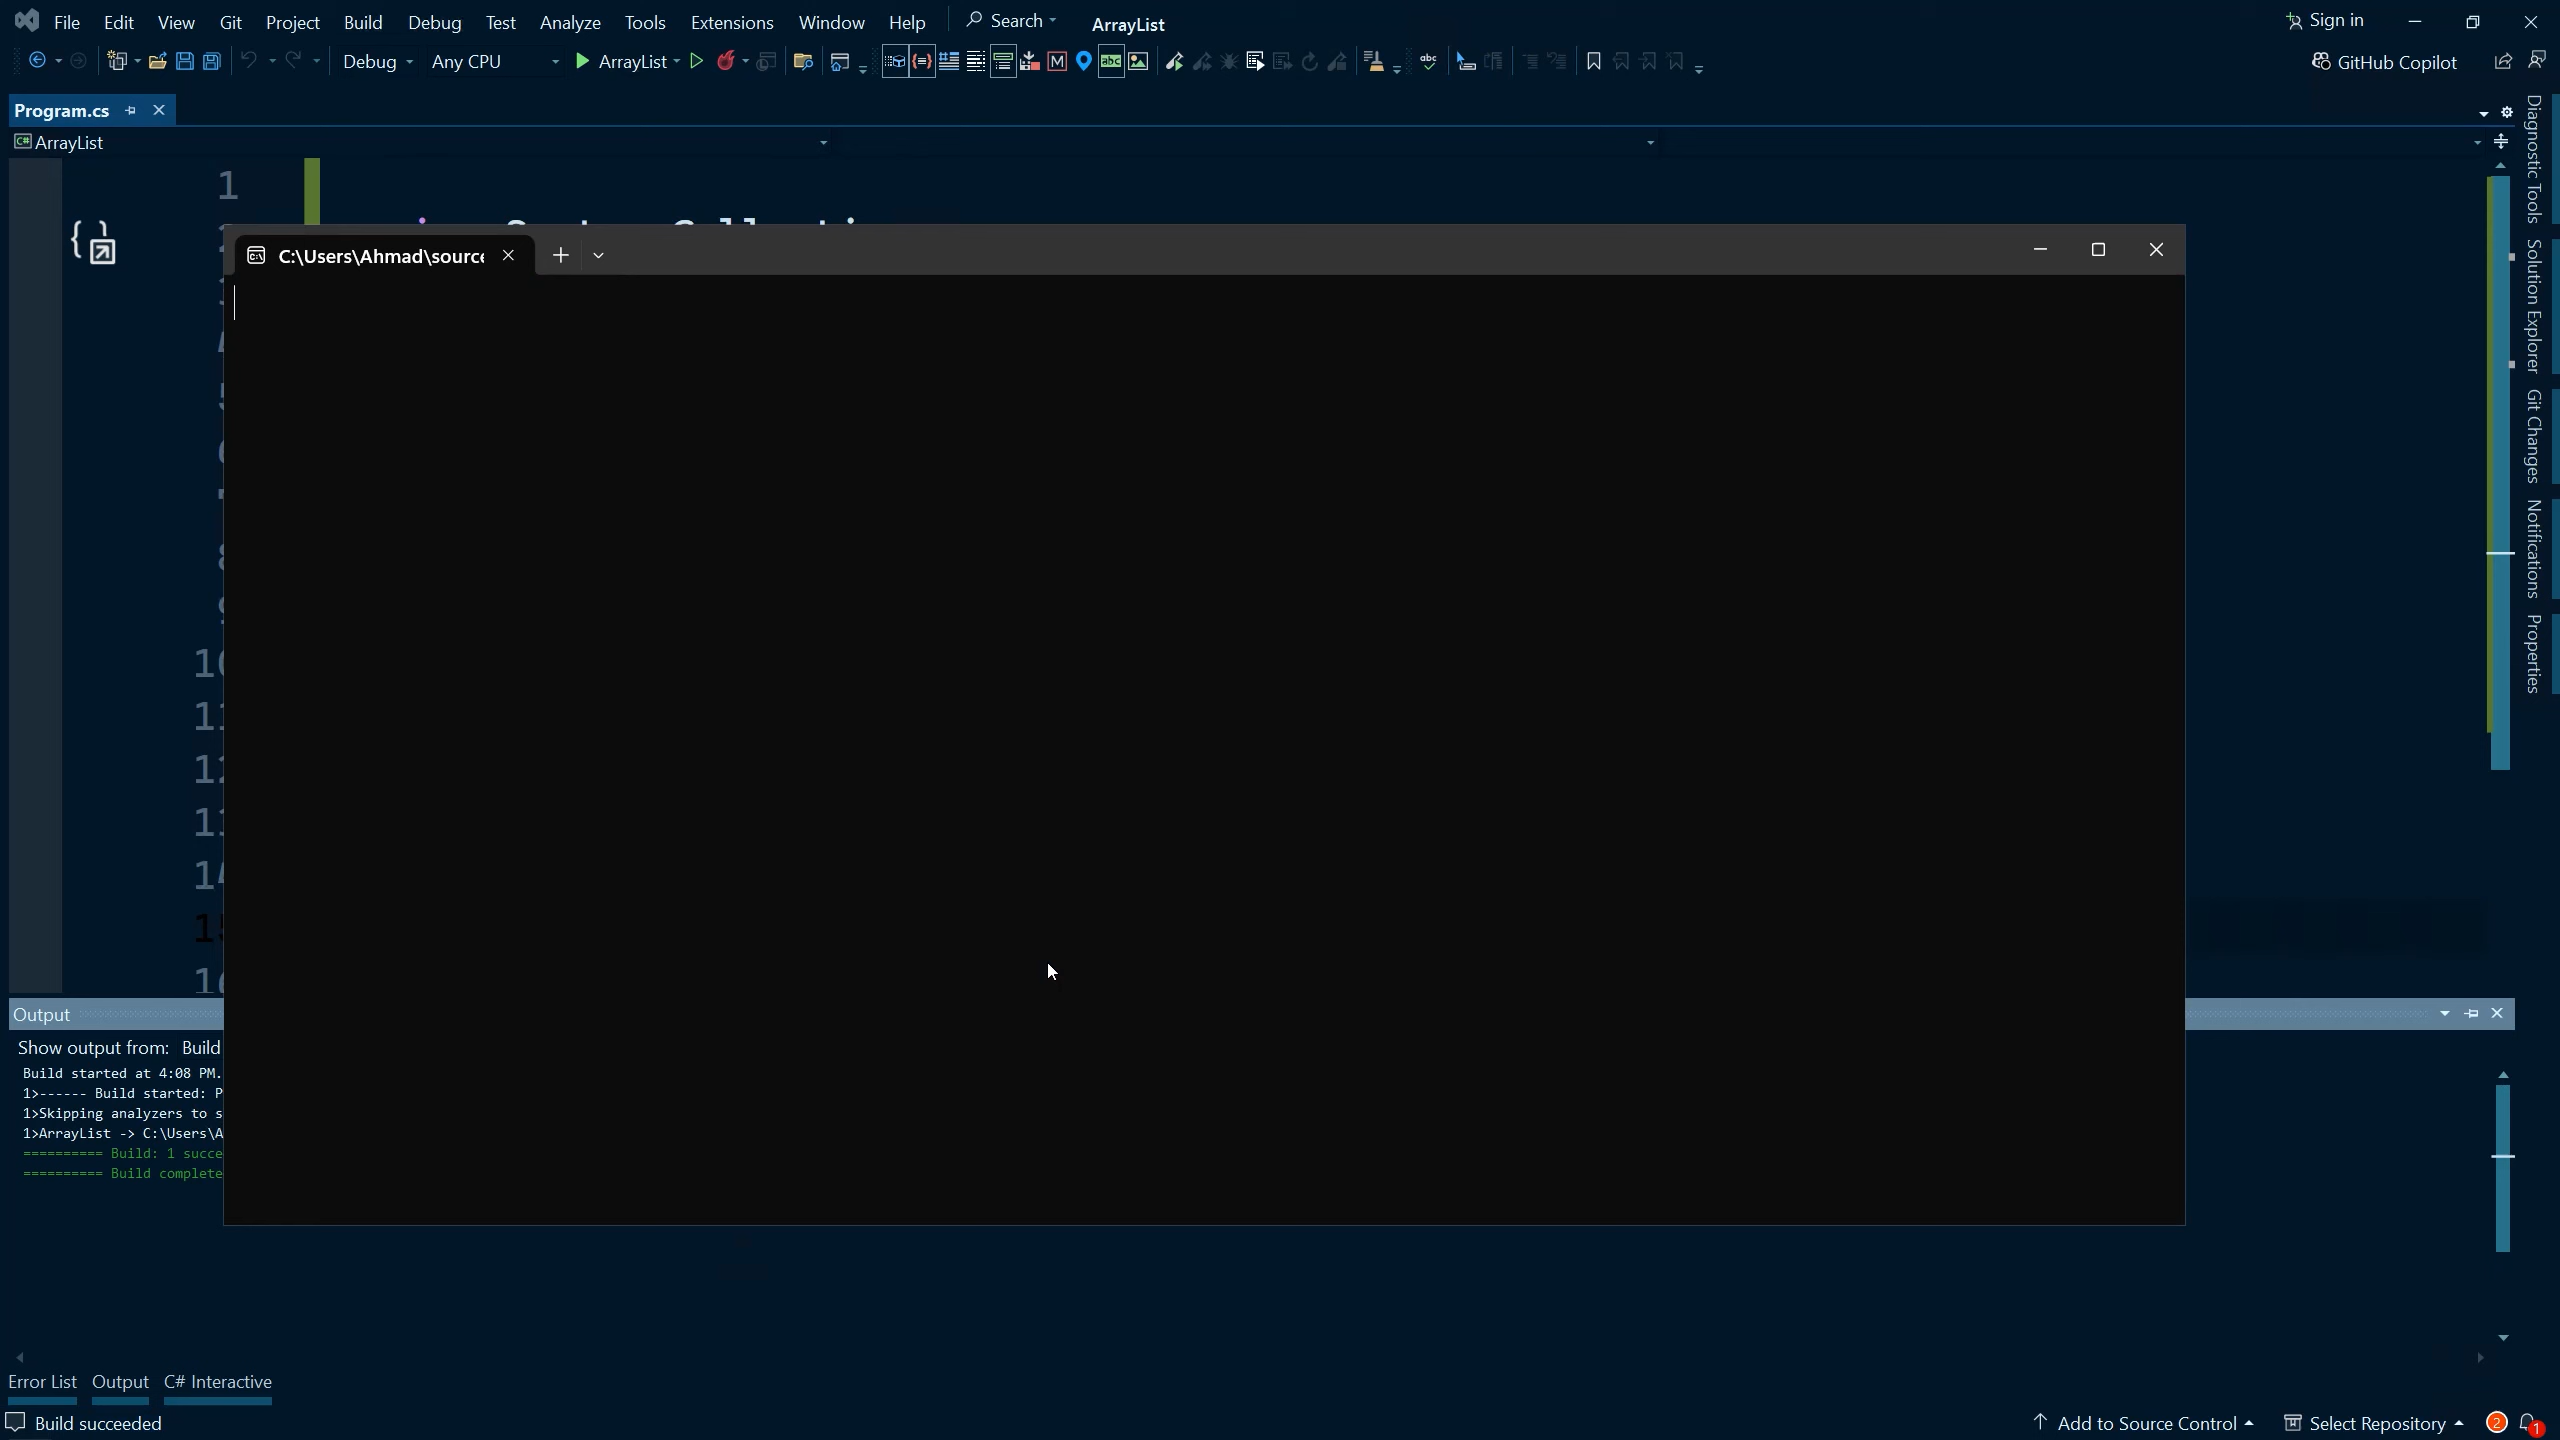 File Edit View Git Project Build Debug Test Analyze Tools Extensions Window Help Search ArrayList Sign in
Debug Any CPU ArrayList GitHub Copilot
Program.cs
ArrayList
1
C:\Users\Ahmad\source
Diagnostic Tools
Solution Explorer
Git Changes
Notifications
Properties
Output
Show output from: Build
Build started at 4:08 PM.
1>------ Build started: P
1>Skipping analyzers to s
1>ArrayList -> C:\Users\A
========== Build: 1 succe
========== Build complete
Error List Output C# Interactive
Build succeeded Add to Source Control Select Repository 2 1